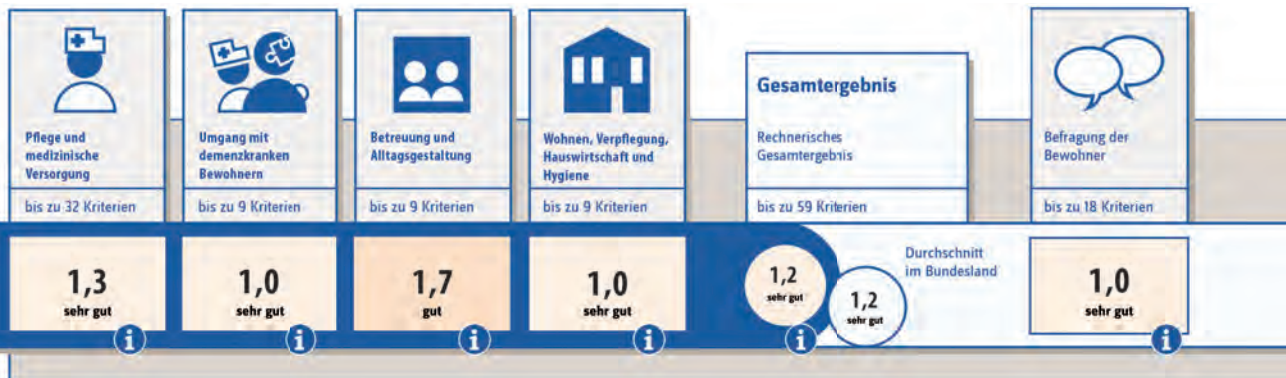 Pflege und
medizinische
Versorgung
bis zu 32 Kriterien
1,3
sehr gut
Umgang mit
demenzkranken
Bewohnern
bis zu 9 Kriterien
1,0
sehr gut
Betreuung und
Alltagsgestaltung
bis zu 9 Kriterien
1,7
gut
Wohnen, Verpflegung,
Hauswirtschaft und
Hygiene
bis zu 9 Kriterien
1,0
sehr gut
Gesamtergebnis
Rechnerisches
Gesamtergebnis
bis zu 59 Kriterien
1,2
sehr gut
Durchschnitt
im Bundesland
1,2
sehr gut
Befragung der
Bewohner
bis zu 18 Kriterien
1,0
sehr gut